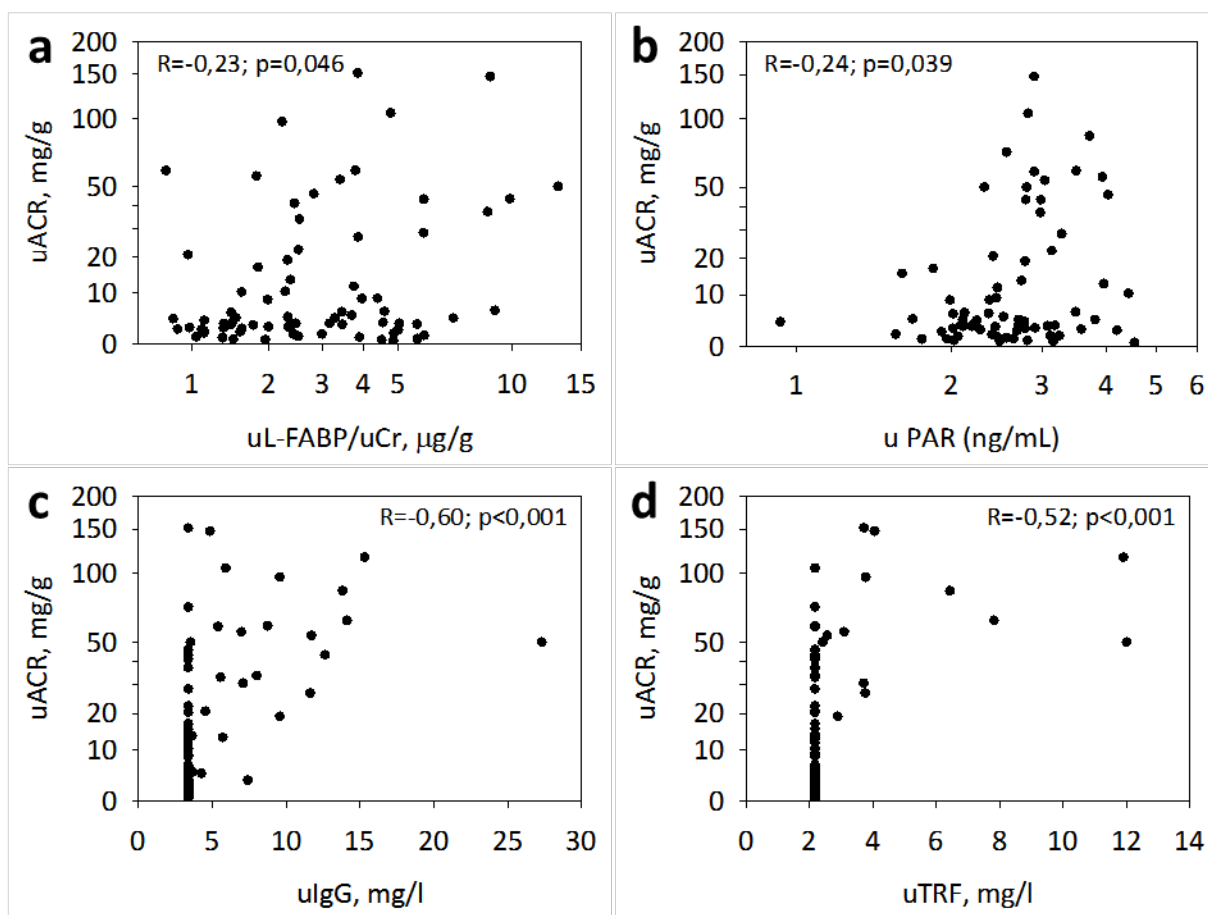 a
R=-0,23; p=0,046
200
150
100
50
20
10
0
uACR, mg/g
1 2 3 4 5 10 15
uL-FABP/uCr, µg/g
b
R=-0,24; p=0,039
200
150
100
50
20
10
0
uACR, mg/g
1 2 3 4 5 6
u PAR (ng/mL)
c
R=-0,60; p<0,001
200
150
100
50
20
10
0
uACR, mg/g
0 5 10 15 20 25 30
uIgG, mg/l
d
R=-0,52; p<0,001
200
150
100
50
20
10
0
uACR, mg/g
0 2 4 6 8 10 12 14
uTRF, mg/l